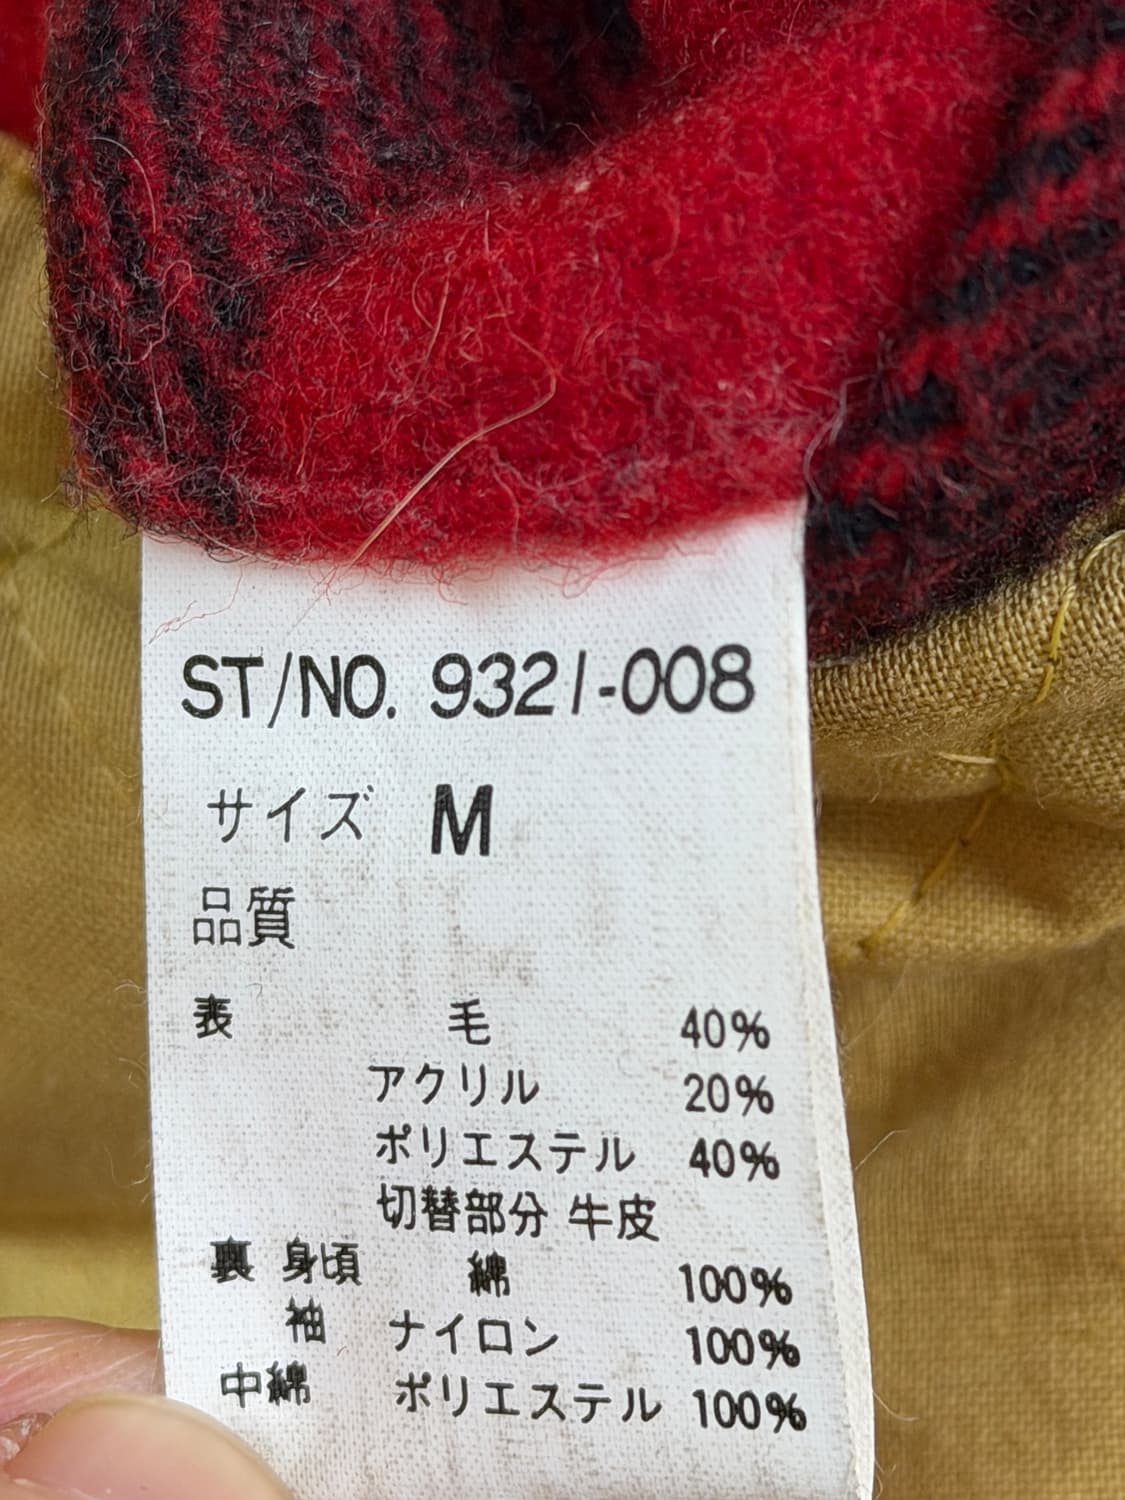 ST/NO. 9321-008
サイズ M
品質
表 毛 40%
アクリル 20%
ポリエステル 40%
切替部分 牛皮
裏 身頃 綿 100%
袖 ナイロン 100%
中綿 ポリエステル 100%